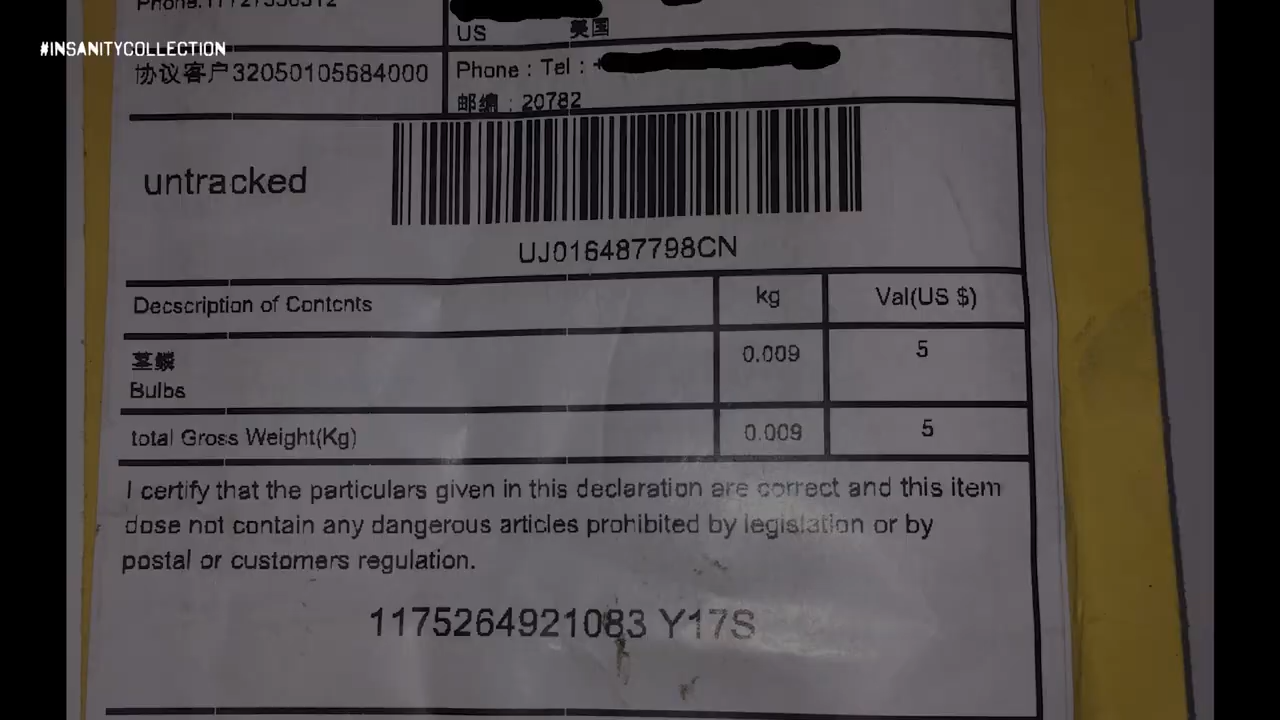 #INSANITYCOLLECTION
US 美国
协议客户32050105684000
Phone : Tel : +
邮编 : 20782
untracked
UJ016487798CN
Decscription of Contents
kg
Val(US $)
茎鳞
Bulbs
0.009
5
total Gross Weight(Kg)
0.009
5
I certify that the particulars given in this declaration are correct and this item
dose not contain any dangerous articles prohibited by legislation or by
postal or customers regulation.
1175264921083 Y17S